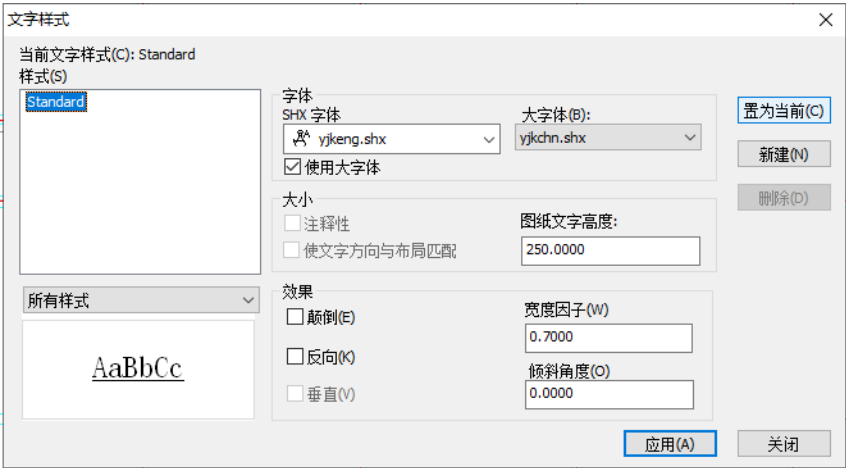 文字样式
当前文字样式(C): Standard
样式(S)
Standard
字体
SHX 字体
大字体(B):
yjkeng.shx
yjkchn.shx
使用大字体
大小
注释性
使文字方向与布局匹配
图纸文字高度:
250.0000
所有样式
AaBbCc
效果
颠倒(E)
反向(K)
垂直(V)
宽度因子(W)
0.7000
倾斜角度(O)
0.0000
置为当前(C)
新建(N)
删除(D)
应用(A)
关闭